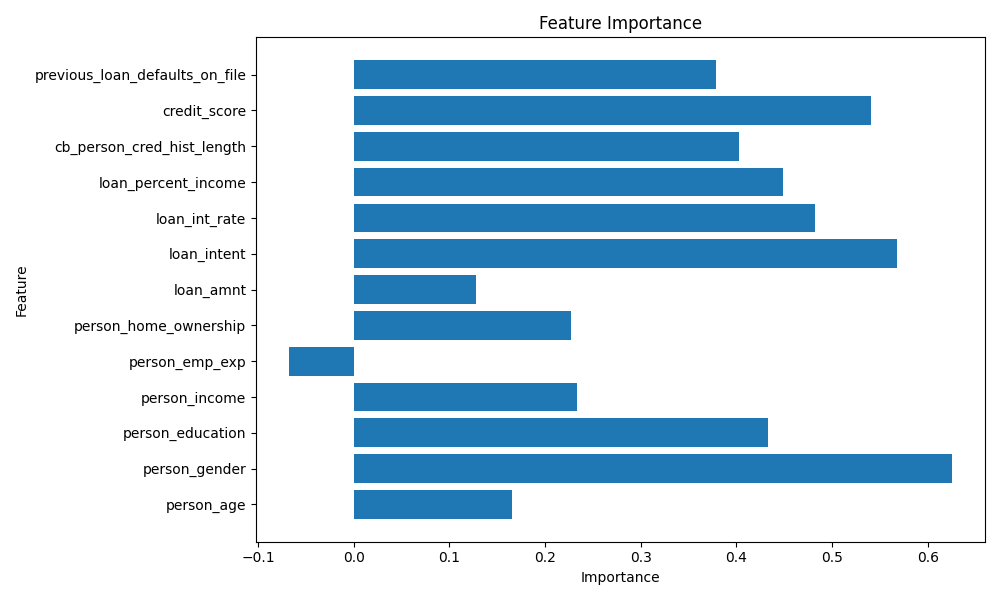 Feature Importance
previous_loan_defaults_on_file
credit_score
cb_person_cred_hist_length
loan_percent_income
loan_int_rate
loan_intent
loan_amnt
person_home_ownership
person_emp_exp
person_income
person_education
person_gender
person_age
Feature
−0.1 0.0 0.1 0.2 0.3 0.4 0.5 0.6
Importance